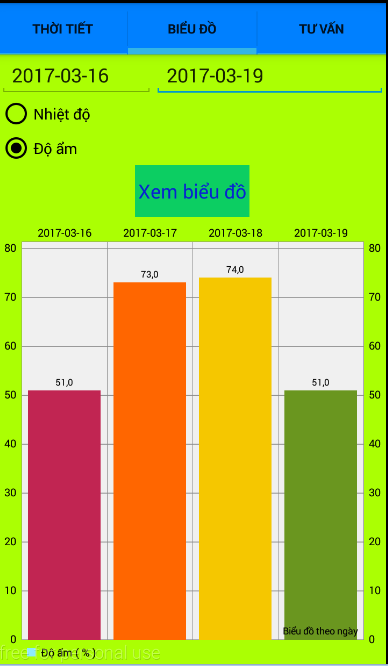 THỜI TIẾT BIỂU ĐỒ TƯ VẤN
2017-03-16 2017-03-19
Nhiệt độ
Độ ẩm
Xem biểu đồ
2017-03-16 2017-03-17 2017-03-18 2017-03-19
80 80
74,0
73,0
70 70
60 60
51,0 51,0
50 50
40 40
30 30
20 20
10 10
Biểu đồ theo ngày
0 0
Độ ẩm ( % )
free for personal use